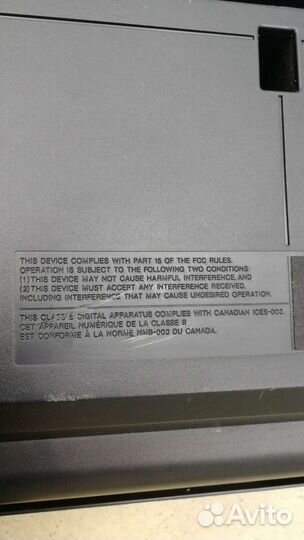 THIS DEVICE COMPLIES WITH PART 15 OF THE FCC RULES.
OPERATION IS SUBJECT TO THE FOLLOWING TWO CONDITIONS:
(1) THIS DEVICE MAY NOT CAUSE HARMFUL INTERFERENCE, AND
(2) THIS DEVICE MUST ACCEPT ANY INTERFERENCE RECEIVED,
INCLUDING INTERFERENCE THAT MAY CAUSE UNDESIRED OPERATION.
THIS CLASS B DIGITAL APPARATUS COMPLIES WITH CANADIAN ICES-003.
CET APPAREIL NUMÉRIQUE DE LA CLASSE B
EST CONFORME À LA NORME NMB-003 DU CANADA.
Avito